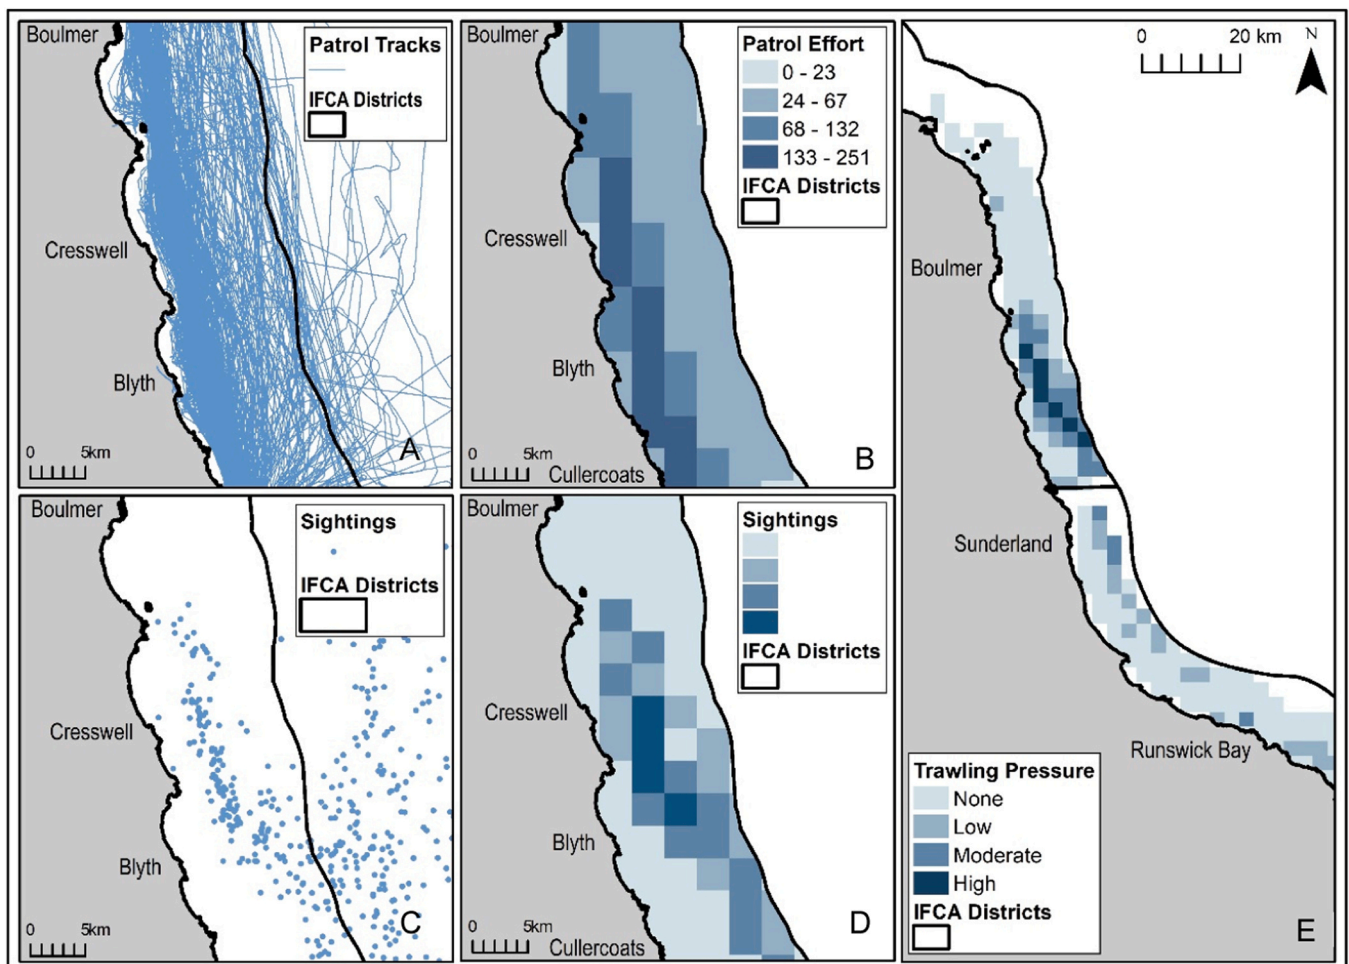 Boulmer
Patrol Tracks
IFCA Districts
Cresswell
Blyth
0 5km
A
Boulmer
Patrol Effort
0 - 23
24 - 67
68 - 132
133 - 251
IFCA Districts
Cresswell
Blyth
0 5km
Cullercoats
B
Boulmer
Sightings
IFCA Districts
Cresswell
Blyth
0 5km
C
Boulmer
Sightings
IFCA Districts
Cresswell
Blyth
0 5km
Cullercoats
D
0 20 km
N
Boulmer
Sunderland
Runswick Bay
Trawling Pressure
None
Low
Moderate
High
IFCA Districts
E